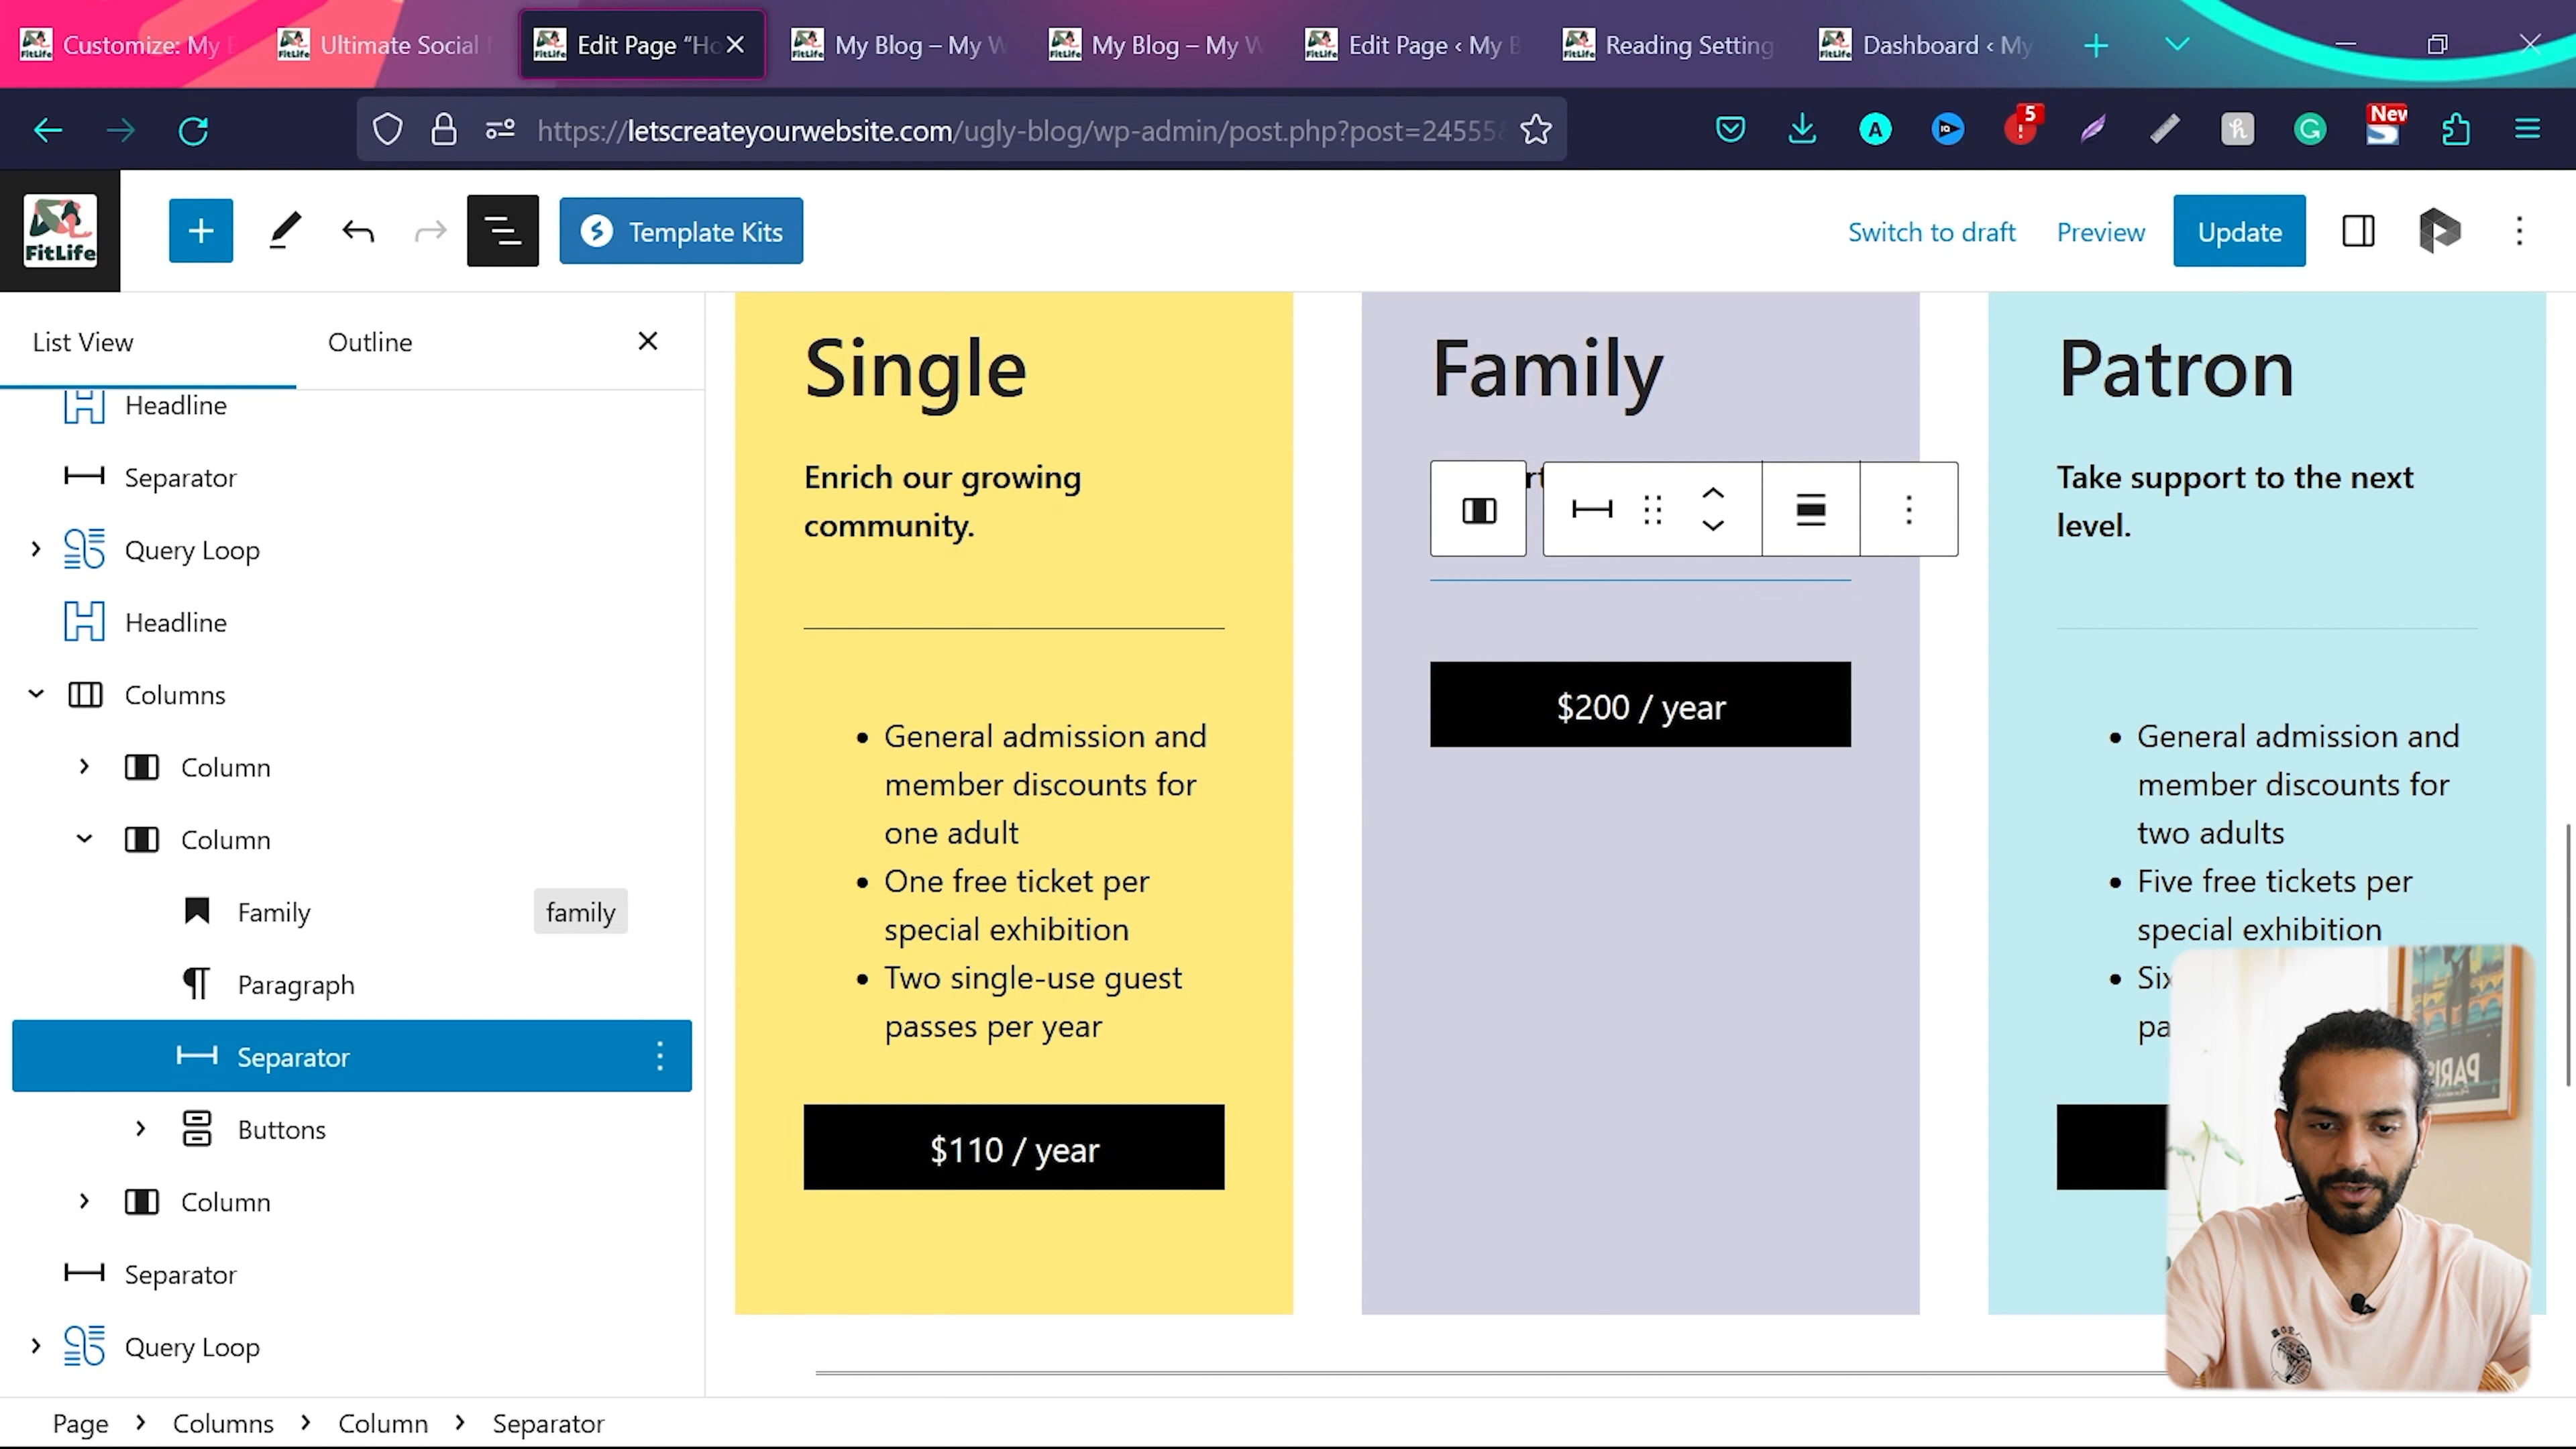 Customize: My
Ultimate Social
Edit Page “Ho
My Blog – My W
My Blog – My W
Edit Page ‹ My B
Reading Setting
Dashboard ‹ My
https://letscreateyourwebsite.com/ugly-blog/wp-admin/post.php?post=24555
5
New
FitLife
Template Kits
Switch to draft
Preview
Update
List View
Outline
Headline
Separator
Query Loop
Headline
Columns
Column
Column
Family
family
Paragraph
Separator
Buttons
Column
Separator
Query Loop
Single
Enrich our growing
community.
General admission and
member discounts for
one adult
One free ticket per
special exhibition
Two single-use guest
passes per year
$110 / year
Family
$200 / year
Patron
Take support to the next
level.
General admission and
member discounts for
two adults
Five free tickets per
special exhibition
Six
pa
PARIS
Page
Columns
Column
Separator